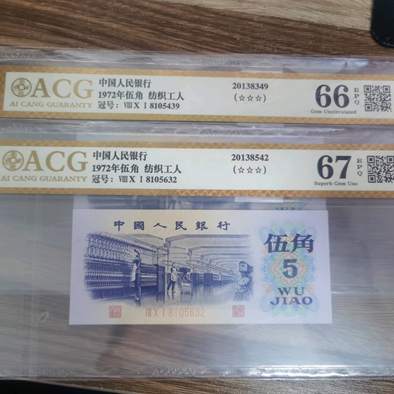 ACG
AI CANG GUARANTY
中国人民银行
1972年伍角 纺织工人
冠号：Ⅷ X Ⅰ 8105439
20138349
(☆☆☆)
66 EPQ
Gem Uncirculated
ACG
AI CANG GUARANTY
中国人民银行
1972年伍角 纺织工人
冠号：Ⅷ X Ⅰ 8105632
20138542
(☆☆☆)
67 EPQ
Superb Gem Unc
中國人民銀行
伍角
5
WU
JIAO
Ⅷ X Ⅰ 8105632